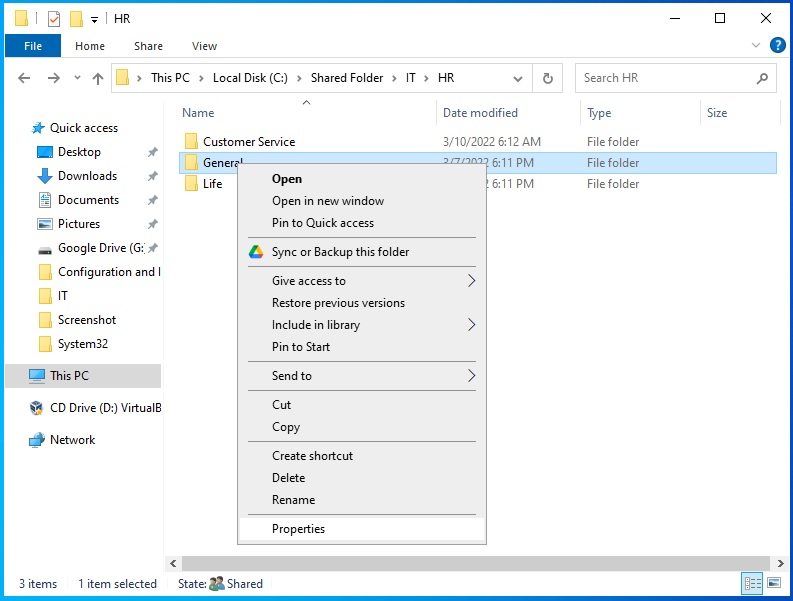 HR
File Home Share View
This PC Local Disk (C:) Shared Folder IT HR
Search HR
Name Date modified Type Size
Quick access
Desktop
Downloads
Documents
Pictures
Google Drive (G:
Configuration and
IT
Screenshot
System32
This PC
CD Drive (D:) VirtualB
Network
Customer Service 3/10/2022 6:12 AM File folder
General 3/7/2022 6:11 PM File folder
Life 2 6:11 PM File folder
Open
Open in new window
Pin to Quick access
Sync or Backup this folder
Give access to
Restore previous versions
Include in library
Pin to Start
Send to
Cut
Copy
Create shortcut
Delete
Rename
Properties
3 items 1 item selected State: Shared